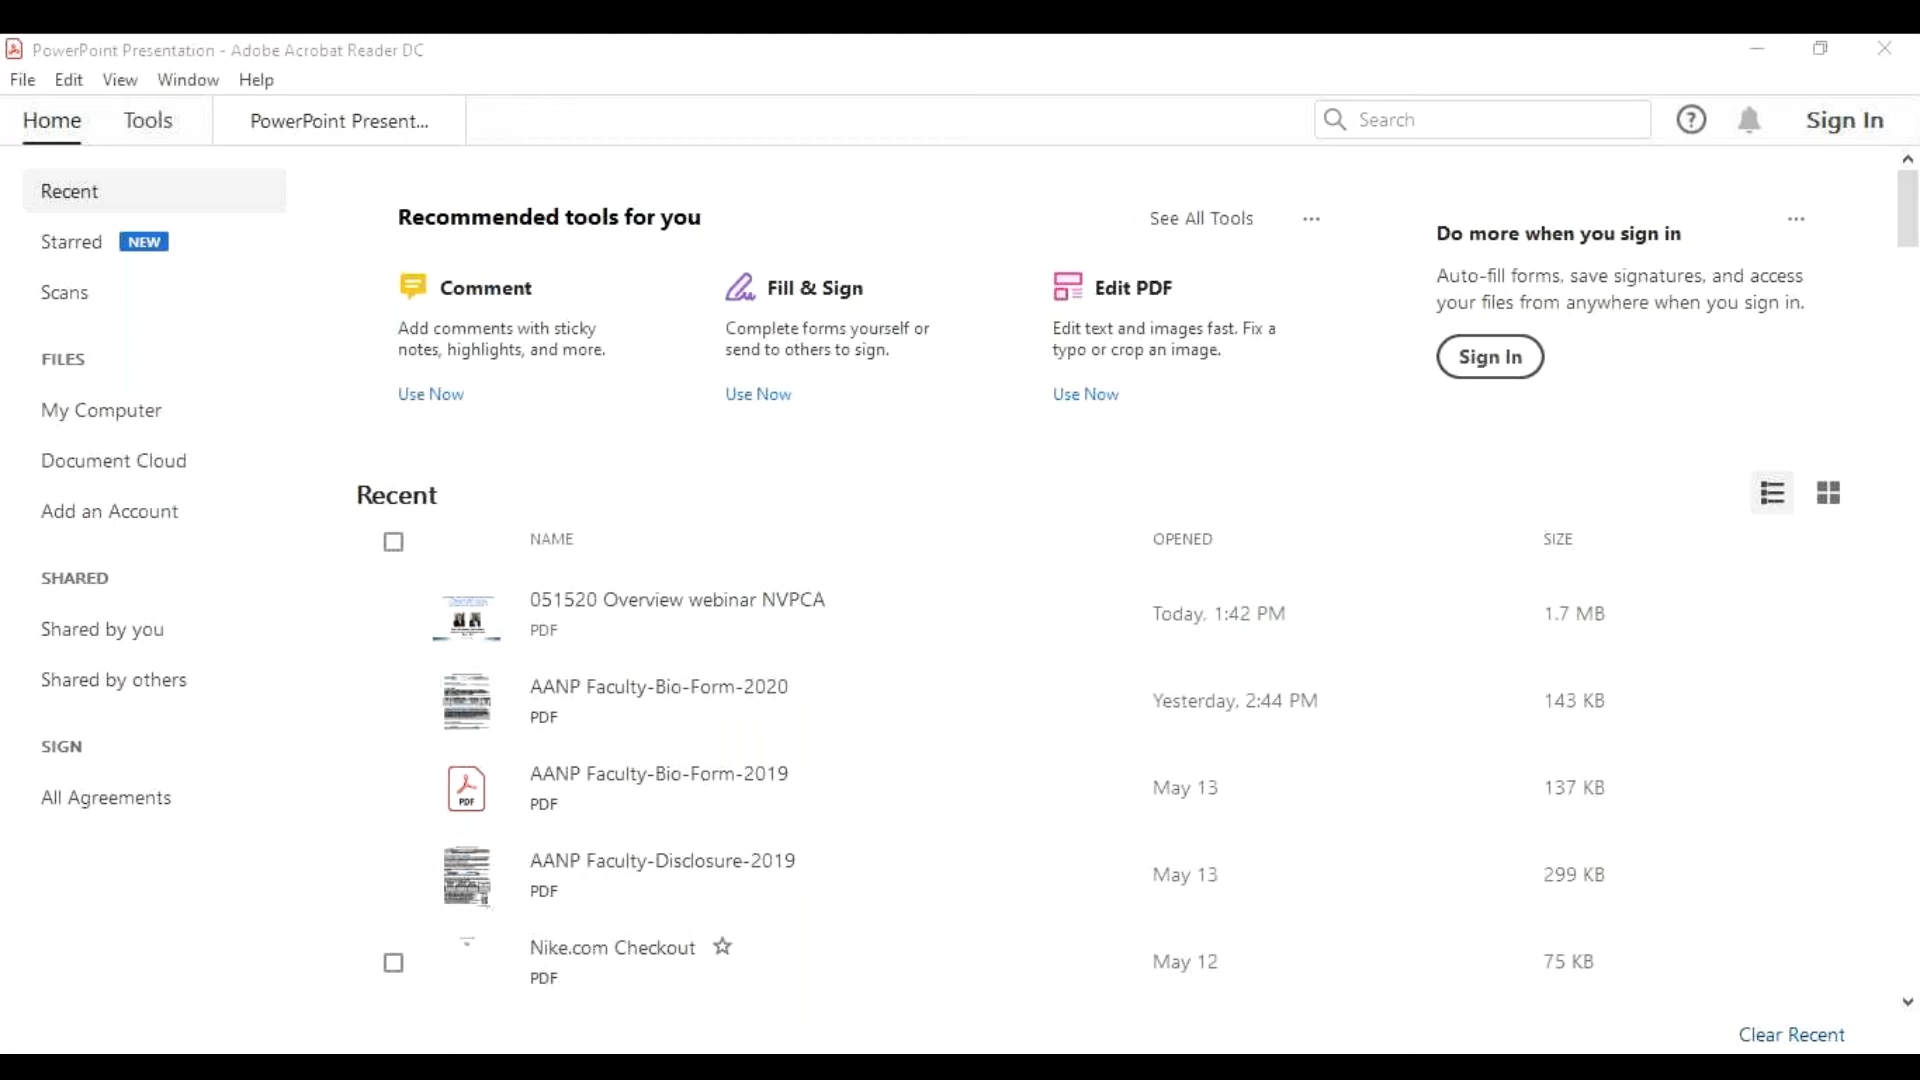 PowerPoint Presentation - Adobe Acrobat Reader DC
File Edit View Window Help
Home Tools PowerPoint Present... Search ? Sign In
Recent
Starred NEW
Scans
FILES
My Computer
Document Cloud
Add an Account
SHARED
Shared by you
Shared by others
SIGN
All Agreements
Recommended tools for you
See All Tools
Comment
Add comments with sticky
notes, highlights, and more.
Use Now
Fill & Sign
Complete forms yourself or
send to others to sign.
Use Now
Edit PDF
Edit text and images fast. Fix a
typo or crop an image.
Use Now
Do more when you sign in
Auto-fill forms, save signatures, and access
your files from anywhere when you sign in.
Sign In
Recent
NAME OPENED SIZE
051520 Overview webinar NVPCA
PDF
Today, 1:42 PM 1.7 MB
AANP Faculty-Bio-Form-2020
PDF
Yesterday, 2:44 PM 143 KB
PDF
AANP Faculty-Bio-Form-2019
PDF
May 13 137 KB
AANP Faculty-Disclosure-2019
PDF
May 13 299 KB
Nike.com Checkout
PDF
May 12 75 KB
Clear Recent